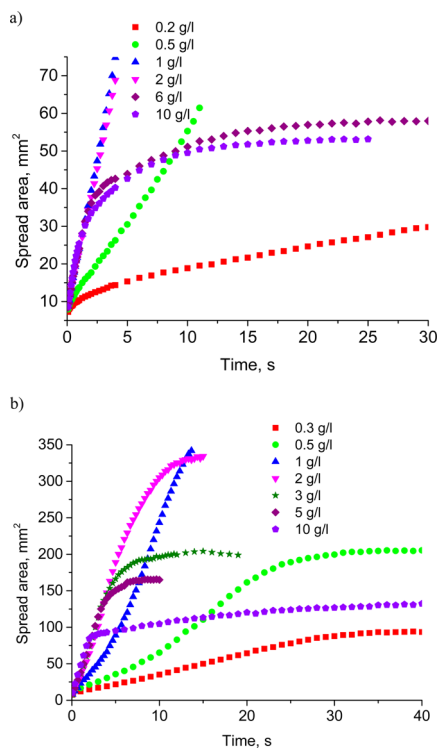 a)
0.2 g/l
0.5 g/l
1 g/l
2 g/l
6 g/l
10 g/l
Spread area, mm²
70
60
50
40
30
20
10
0 5 10 15 20 25 30
Time, s
b)
0.3 g/l
0.5 g/l
1 g/l
2 g/l
3 g/l
5 g/l
10 g/l
Spread area, mm²
350
300
250
200
150
100
50
0
0 10 20 30 40
Time, s